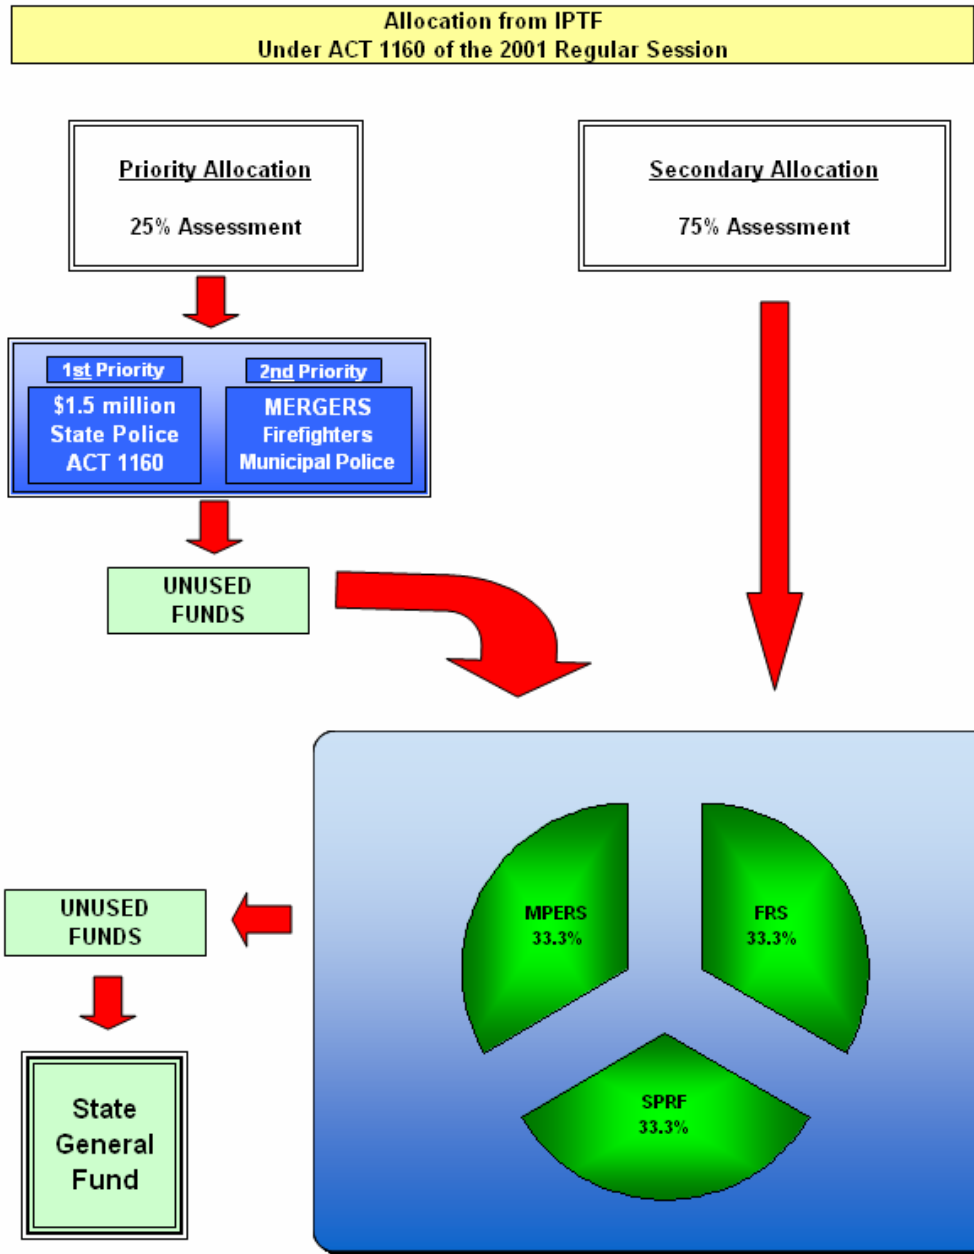 Allocation from IPTF
Under ACT 1160 of the 2001 Regular Session
Priority Allocation
25% Assessment
Secondary Allocation
75% Assessment
1st Priority
$1.5 million
State Police
ACT 1160
2nd Priority
MERGERS
Firefighters
Municipal Police
UNUSED
FUNDS
MPERS
33.3%
FRS
33.3%
SPRF
33.3%
UNUSED
FUNDS
State
General
Fund